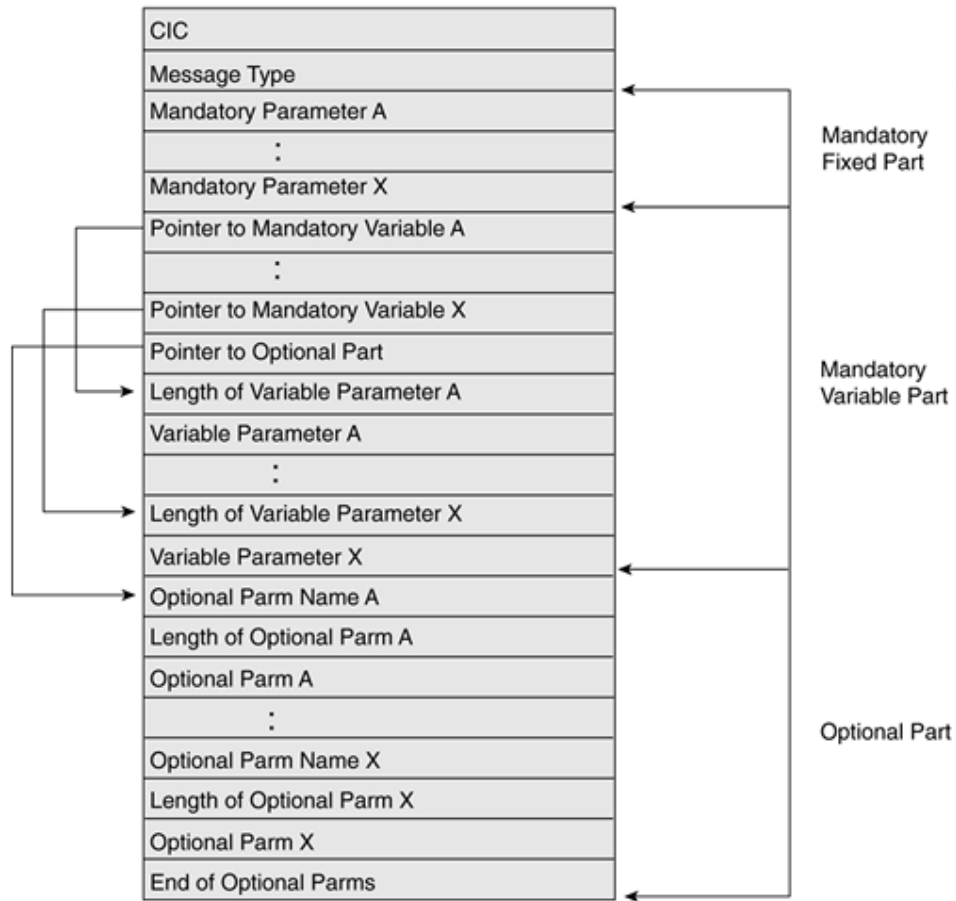 CIC
Message Type
Mandatory Parameter A
:
Mandatory Parameter X
Pointer to Mandatory Variable A
:
Pointer to Mandatory Variable X
Pointer to Optional Part
Length of Variable Parameter A
Variable Parameter A
:
Length of Variable Parameter X
Variable Parameter X
Optional Parm Name A
Length of Optional Parm A
Optional Parm A
:
Optional Parm Name X
Length of Optional Parm X
Optional Parm X
End of Optional Parms
Mandatory
Fixed Part
Mandatory
Variable Part
Optional Part